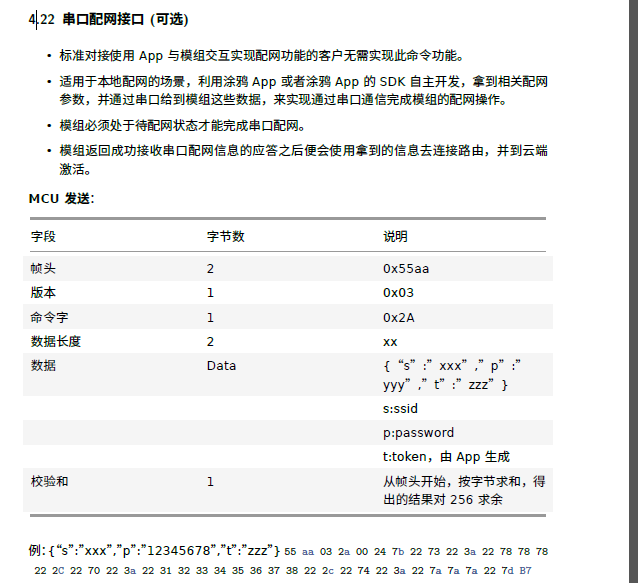 4.22 串口配网接口 (可选)
• 标准对接使用 App 与模组交互实现配网功能的客户无需实现此命令功能。
• 适用于本地配网的场景，利用涂鸦 App 或者涂鸦 App 的 SDK 自主开发，拿到相关配网
参数，并通过串口给到模组这些数据，来实现通过串口通信完成模组的配网操作。
• 模组必须处于待配网状态才能完成串口配网。
• 模组返回成功接收串口配网信息的应答之后便会使用拿到的信息去连接路由，并到云端
激活。
MCU 发送：
字段 字节数 说明
帧头 2 0x55aa
版本 1 0x03
命令字 1 0x2A
数据长度 2 xx
数据 Data { “s” :” xxx” ,” p” :”
yyy” ,” t” :” zzz” }
s:ssid
p:password
t:token，由 App 生成
校验和 1 从帧头开始，按字节求和，得
出的结果对 256 求余
例：{“s”:”xxx”,”p”:”12345678”,”t”:”zzz”} 55 aa 03 2a 00 24 7b 22 73 22 3a 22 78 78 78
22 2C 22 70 22 3a 22 31 32 33 34 35 36 37 38 22 2c 22 74 22 3a 22 7a 7a 7a 22 7d B7